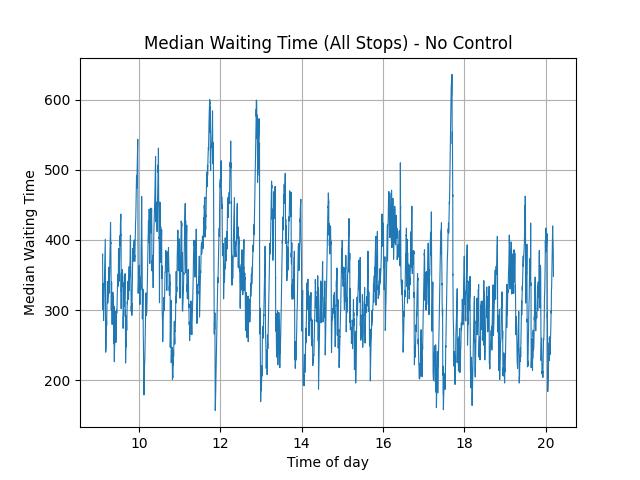 Median Waiting Time (All Stops) - No Control
600
500
400
300
200
Median Waiting Time
10 12 14 16 18 20
Time of day